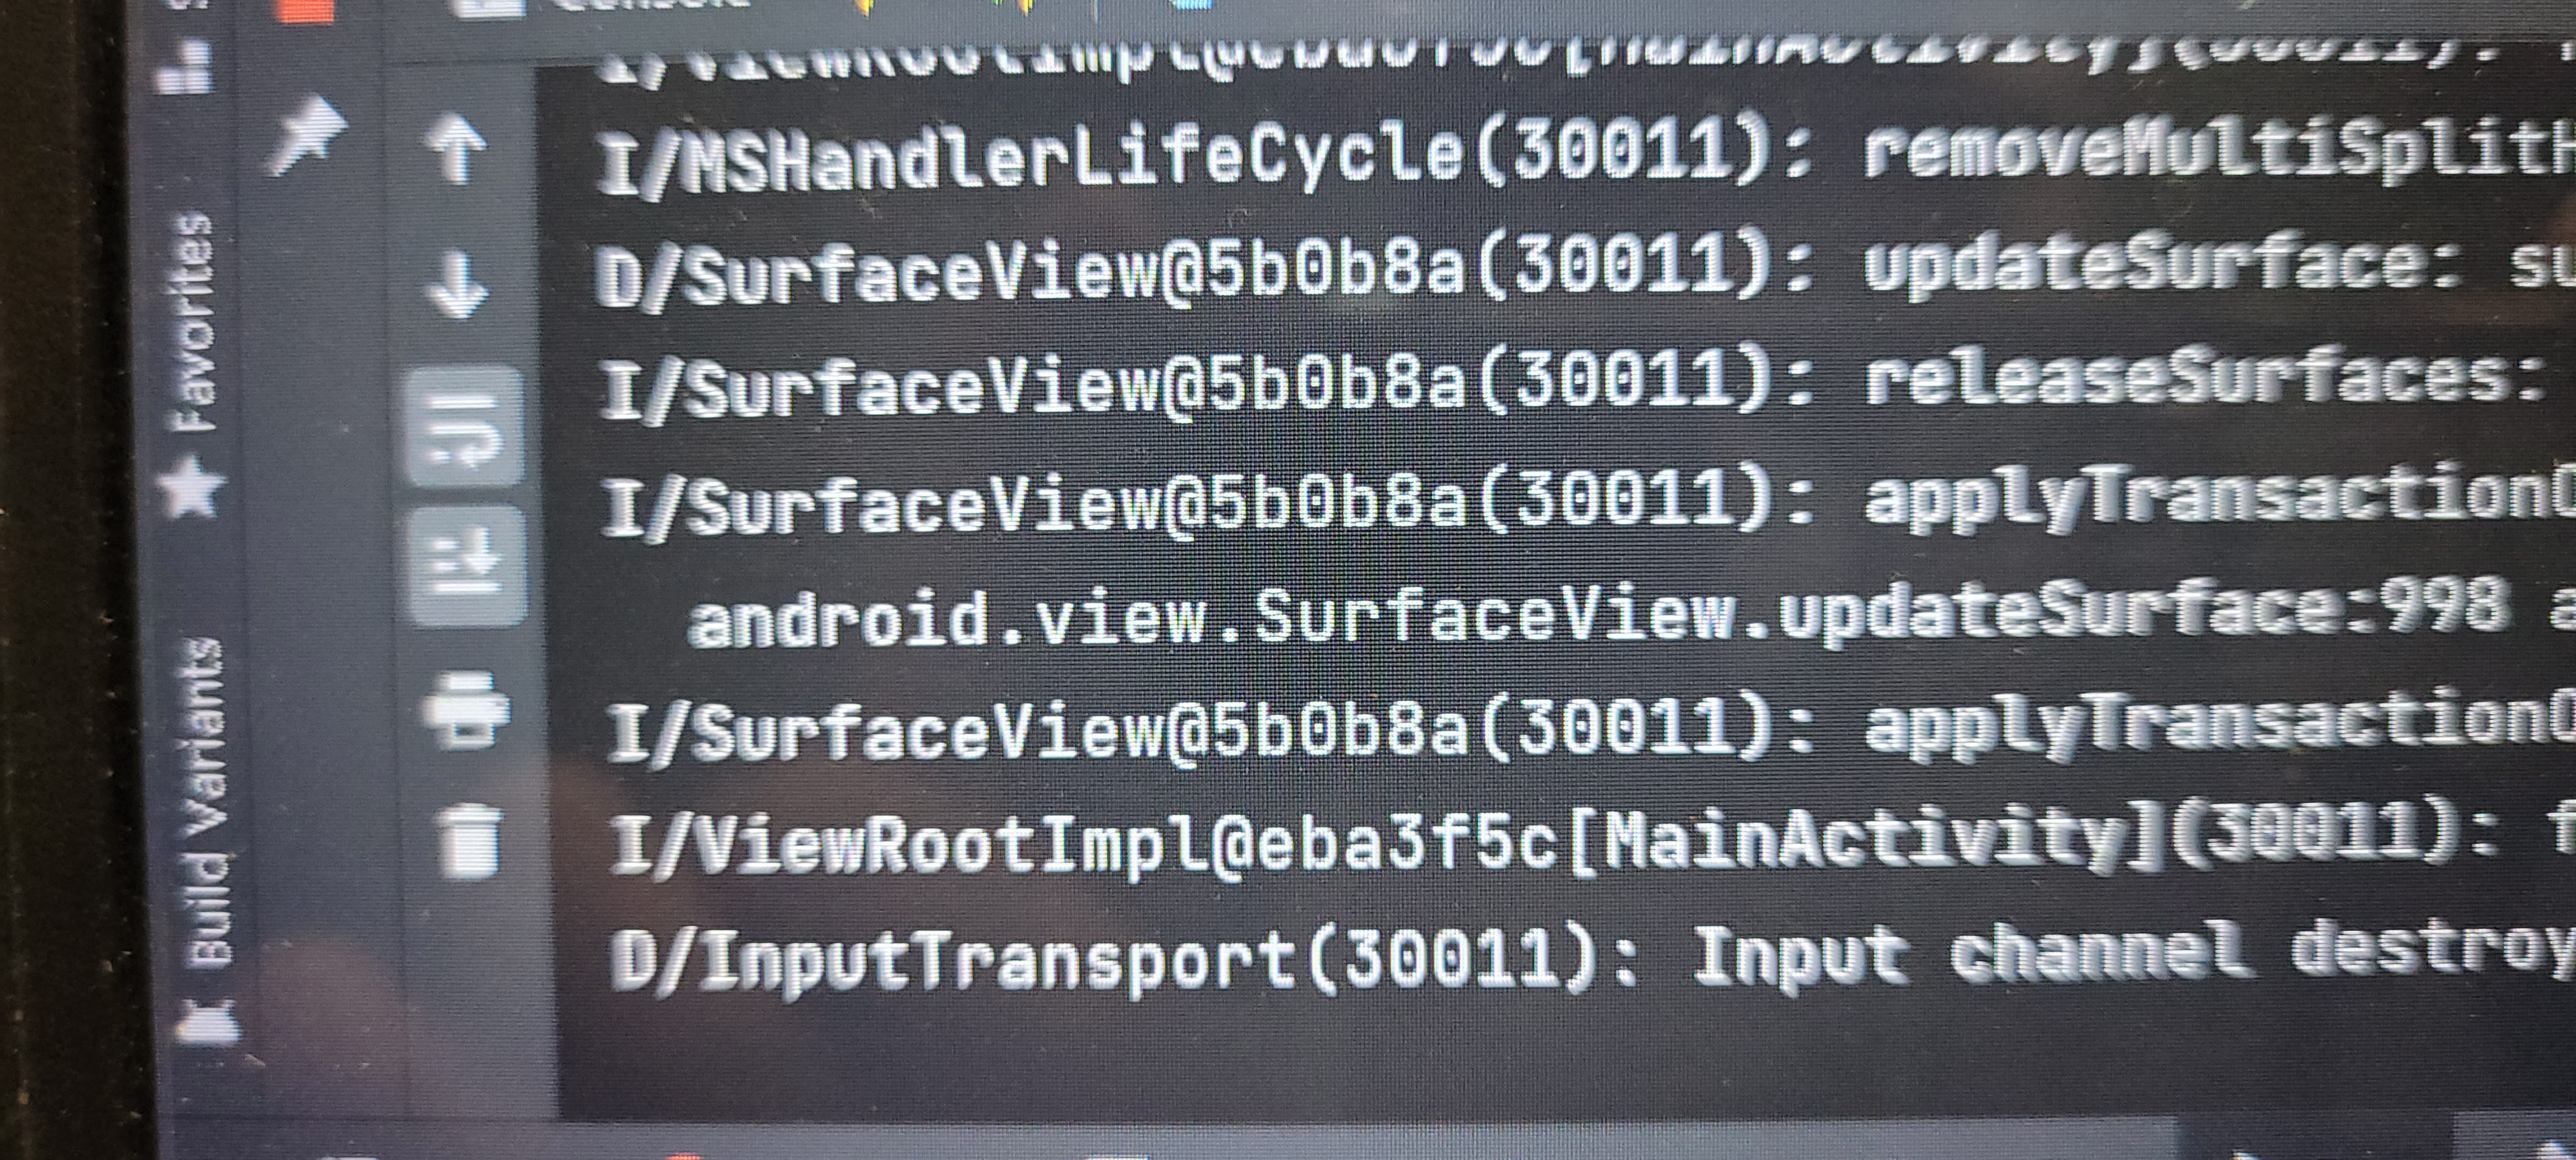 I/MSHandlerLifeCycle(30011): removeMultiSplitH
D/SurfaceView@5b0b8a(30011): updateSurface: su
I/SurfaceView@5b0b8a(30011): releaseSurfaces:
I/SurfaceView@5b0b8a(30011): applyTransaction
android.view.SurfaceView.updateSurface:998 a
I/SurfaceView@5b0b8a(30011): applyTransaction
I/ViewRootImpl@eba3f5c[MainActivity](30011): f
D/InputTransport(30011): Input channel destroy
Favorites
Build Variants